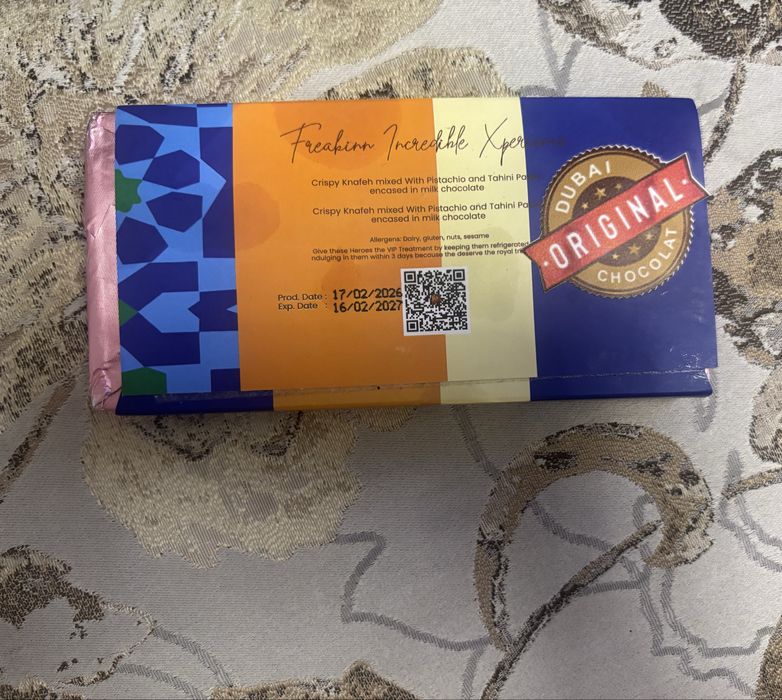 Freakinn Incredible
Crispy Knafeh mixed With Pistachio and Tahini
encased in milk chocolate
Crispy Knafeh mixed With Pistachio and Tahini
encased in milk chocolate
Allergens: Dairy, gluten, nuts, sesame
Give these Heroes the VIP Treatment by keeping them refrigerated
ndulging in them within 3 days because the deserve the royal
Prod. Date : 17/02/2026
Exp. Date : 16/02/2027
DUBAI
ORIGINAL
CHOCOLAT